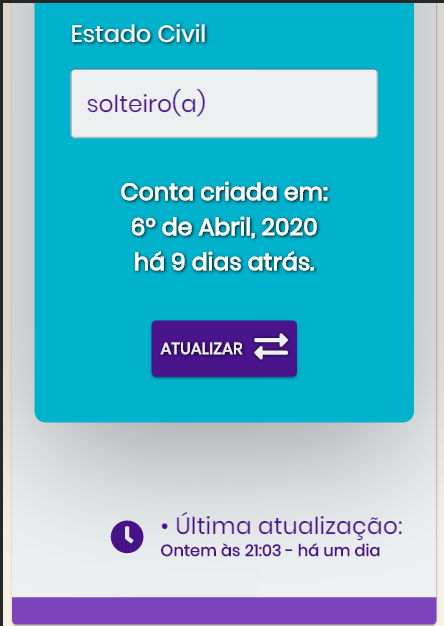 Estado Civil
solteiro(a)
Conta criada em:
6º de Abril, 2020
há 9 dias atrás.
ATUALIZAR
• Última atualização:
Ontem às 21:03 - há um dia